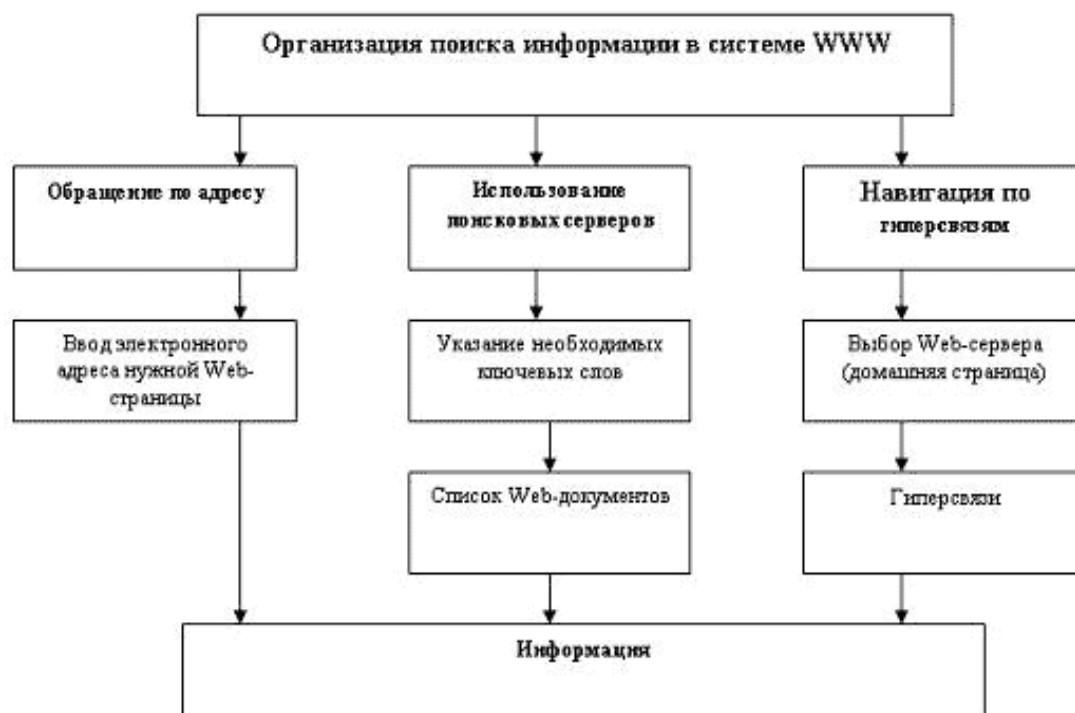 Организация поиска информации в системе WWW
Обращение по адресу
Использование
поисковых серверов
Навигация по
гиперсвязям
Ввод электронного
адреса нужной Web-
страницы
Указание необходимых
ключевых слов
Выбор Web-сервера
(домашняя страница)
Список Web-документов
Гиперсвязи
Информация